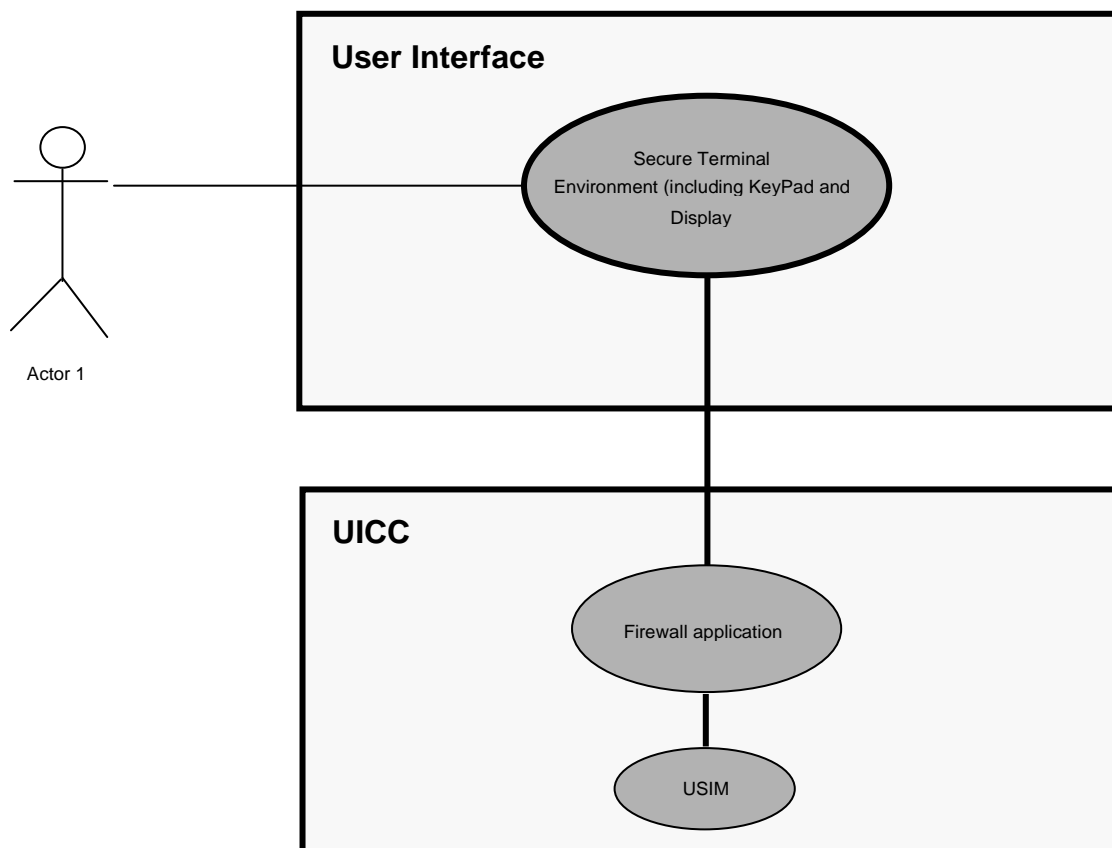 User Interface
Secure Terminal
Environment (including KeyPad and
Display
Actor 1
UICC
Firewall application
USIM